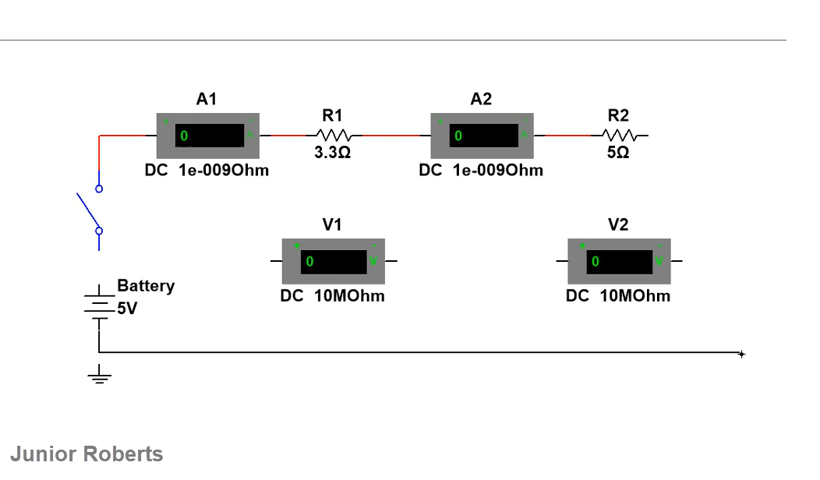 A1
A2
R1
R2
0
0
3.3Ω
5Ω
DC 1e-009Ohm
DC 1e-009Ohm
V1
V2
0 V
0 V
Battery
5V
DC 10MOhm
DC 10MOhm
Junior Roberts